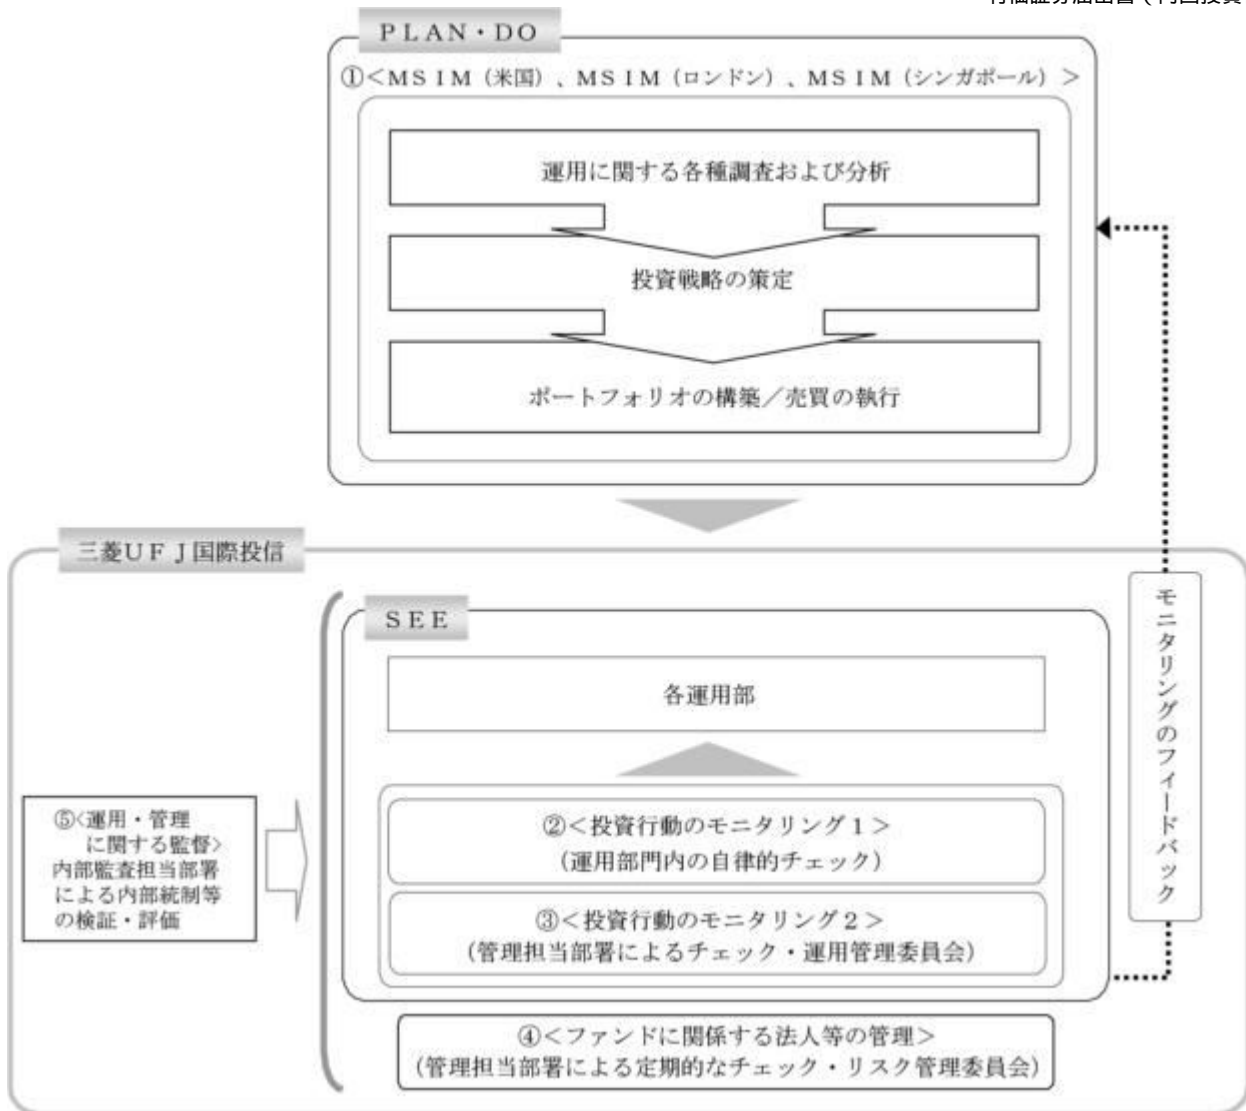 ＰＬＡＮ・ＤＯ
①＜ＭＳＩＭ（米国）、ＭＳＩＭ（ロンドン）、ＭＳＩＭ（シンガポール）＞
運用に関する各種調査および分析
投資戦略の策定
ポートフォリオの構築／売買の執行
三菱ＵＦＪ国際投信
ＳＥＥ
各運用部
②＜投資行動のモニタリング１＞
（運用部門内の自律的チェック）
③＜投資行動のモニタリング２＞
（管理担当部署によるチェック・運用管理委員会）
④＜ファンドに関係する法人等の管理＞
（管理担当部署による定期的なチェック・リスク管理委員会）
⑤<運用・管理
に関する監督>
内部監査担当部署
による内部統制等
の検証・評価
モニタリングのフィードバック